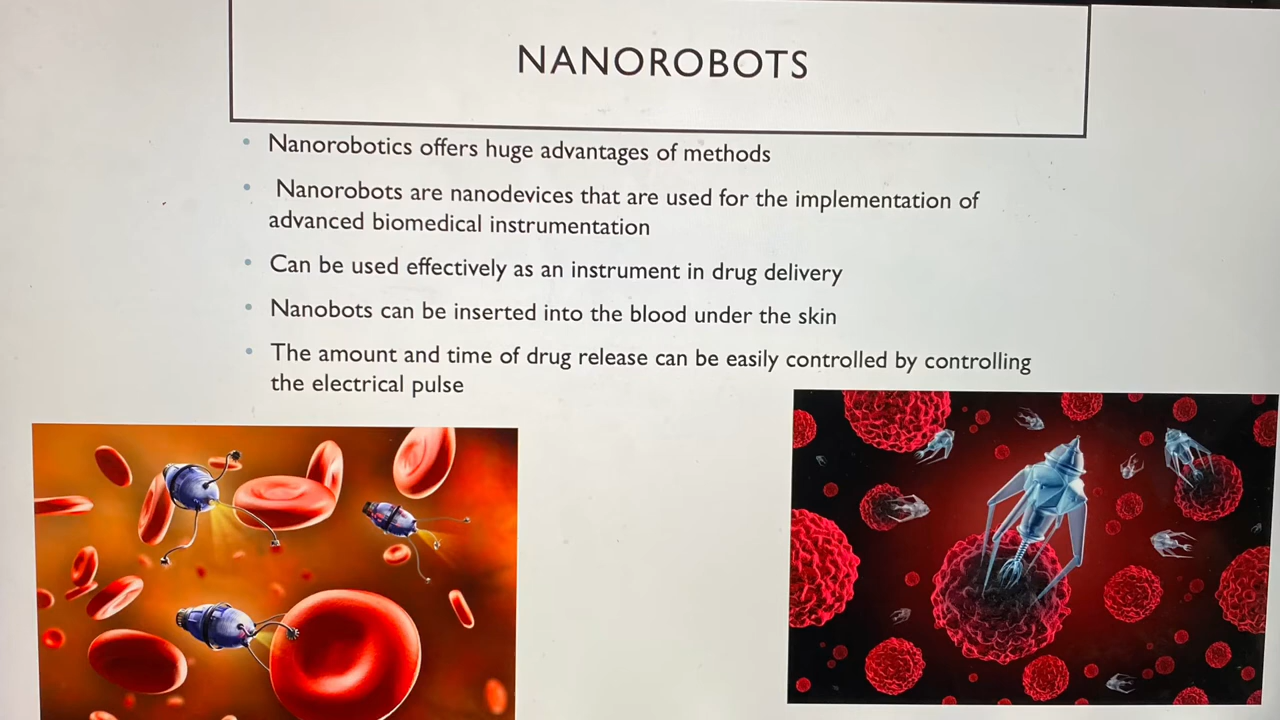 NANOROBOTS
Nanorobotics offers huge advantages of methods
Nanorobots are nanodevices that are used for the implementation of
advanced biomedical instrumentation
Can be used effectively as an instrument in drug delivery
Nanobots can be inserted into the blood under the skin
The amount and time of drug release can be easily controlled by controlling
the electrical pulse